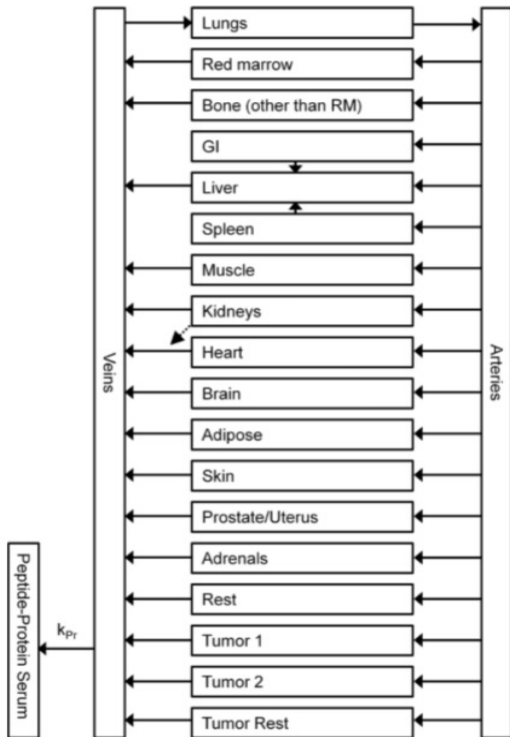 Lungs
Red marrow
Bone (other than RM)
GI
Liver
Spleen
Muscle
Kidneys
Heart
Brain
Adipose
Skin
Prostate/Uterus
Adrenals
Rest
Tumor 1
Tumor 2
Tumor Rest
Veins
Arteries
Peptide-Protein Serum
kPr